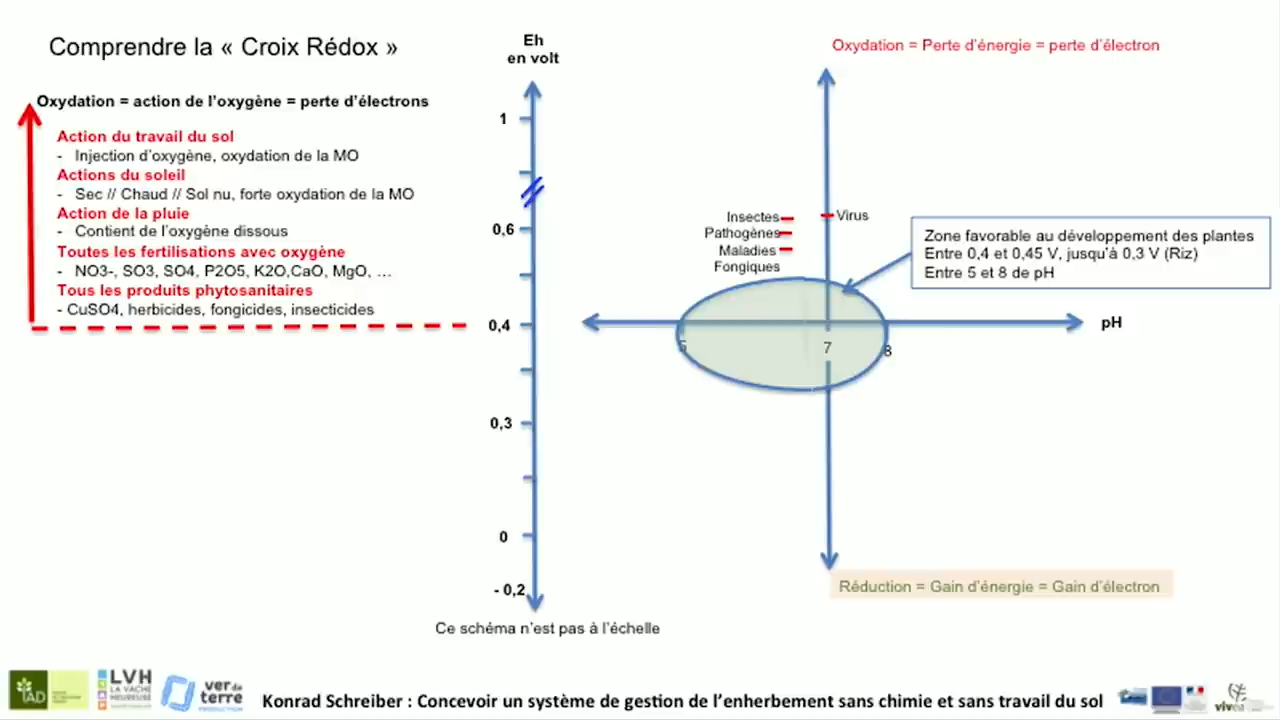 Comprendre la « Croix Rédox »
Oxydation = action de l'oxygène = perte d'électrons
Action du travail du sol
- Injection d'oxygène, oxydation de la MO
Actions du soleil
- Sec // Chaud // Sol nu, forte oxydation de la MO
Action de la pluie
- Contient de l'oxygène dissous
Toutes les fertilisations avec oxygène
- NO3-, SO3, SO4, P2O5, K2O,CaO, MgO, …
Tous les produits phytosanitaires
- CuSO4, herbicides, fongicides, insecticides
Eh
en volt
1
0,6
0,4
0,3
0
- 0,2
Ce schéma n'est pas à l'échelle
Oxydation = Perte d'énergie = perte d'électron
Insectes
Pathogènes
Maladies
Fongiques
Virus
Zone favorable au développement des plantes
Entre 0,4 et 0,45 V, jusqu'à 0,3 V (Riz)
Entre 5 et 8 de pH
pH
5
7
8
Réduction = Gain d'énergie = Gain d'électron
IAD
LVH
LA VACHE
HEUREUSE
ver de
terre
PRODUCTION
Konrad Schreiber : Concevoir un système de gestion de l'enherbement sans chimie et sans travail du sol
vivea